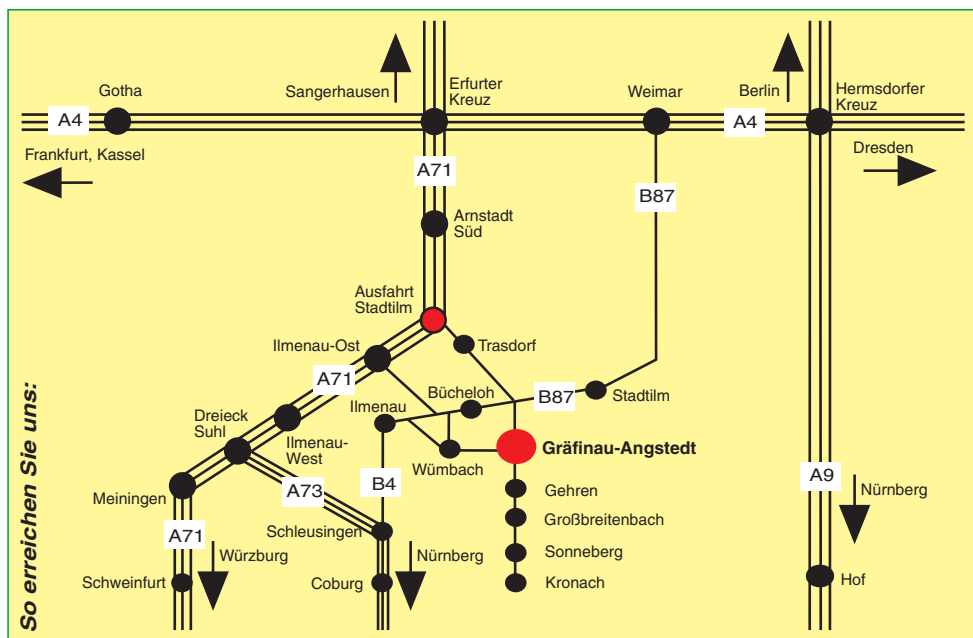 Gotha
Sangerhausen
Erfurter
Kreuz
Weimar
Berlin
Hermsdorfer
Kreuz
A4
A4
Frankfurt, Kassel
Dresden
A71
B87
Arnstadt
Süd
Ausfahrt
Stadtilm
Ilmenau-Ost
Trasdorf
A71
Bücheloh
B87
Stadtilm
Dreieck
Suhl
Ilmenau
Ilmenau-
West
Wümbach
Gräfinau-Angstedt
A9
Meiningen
A73
B4
Gehren
Nürnberg
Großbreitenbach
A71
Schleusingen
Würzburg
Nürnberg
Sonneberg
Schweinfurt
Coburg
Kronach
Hof
So erreichen Sie uns: